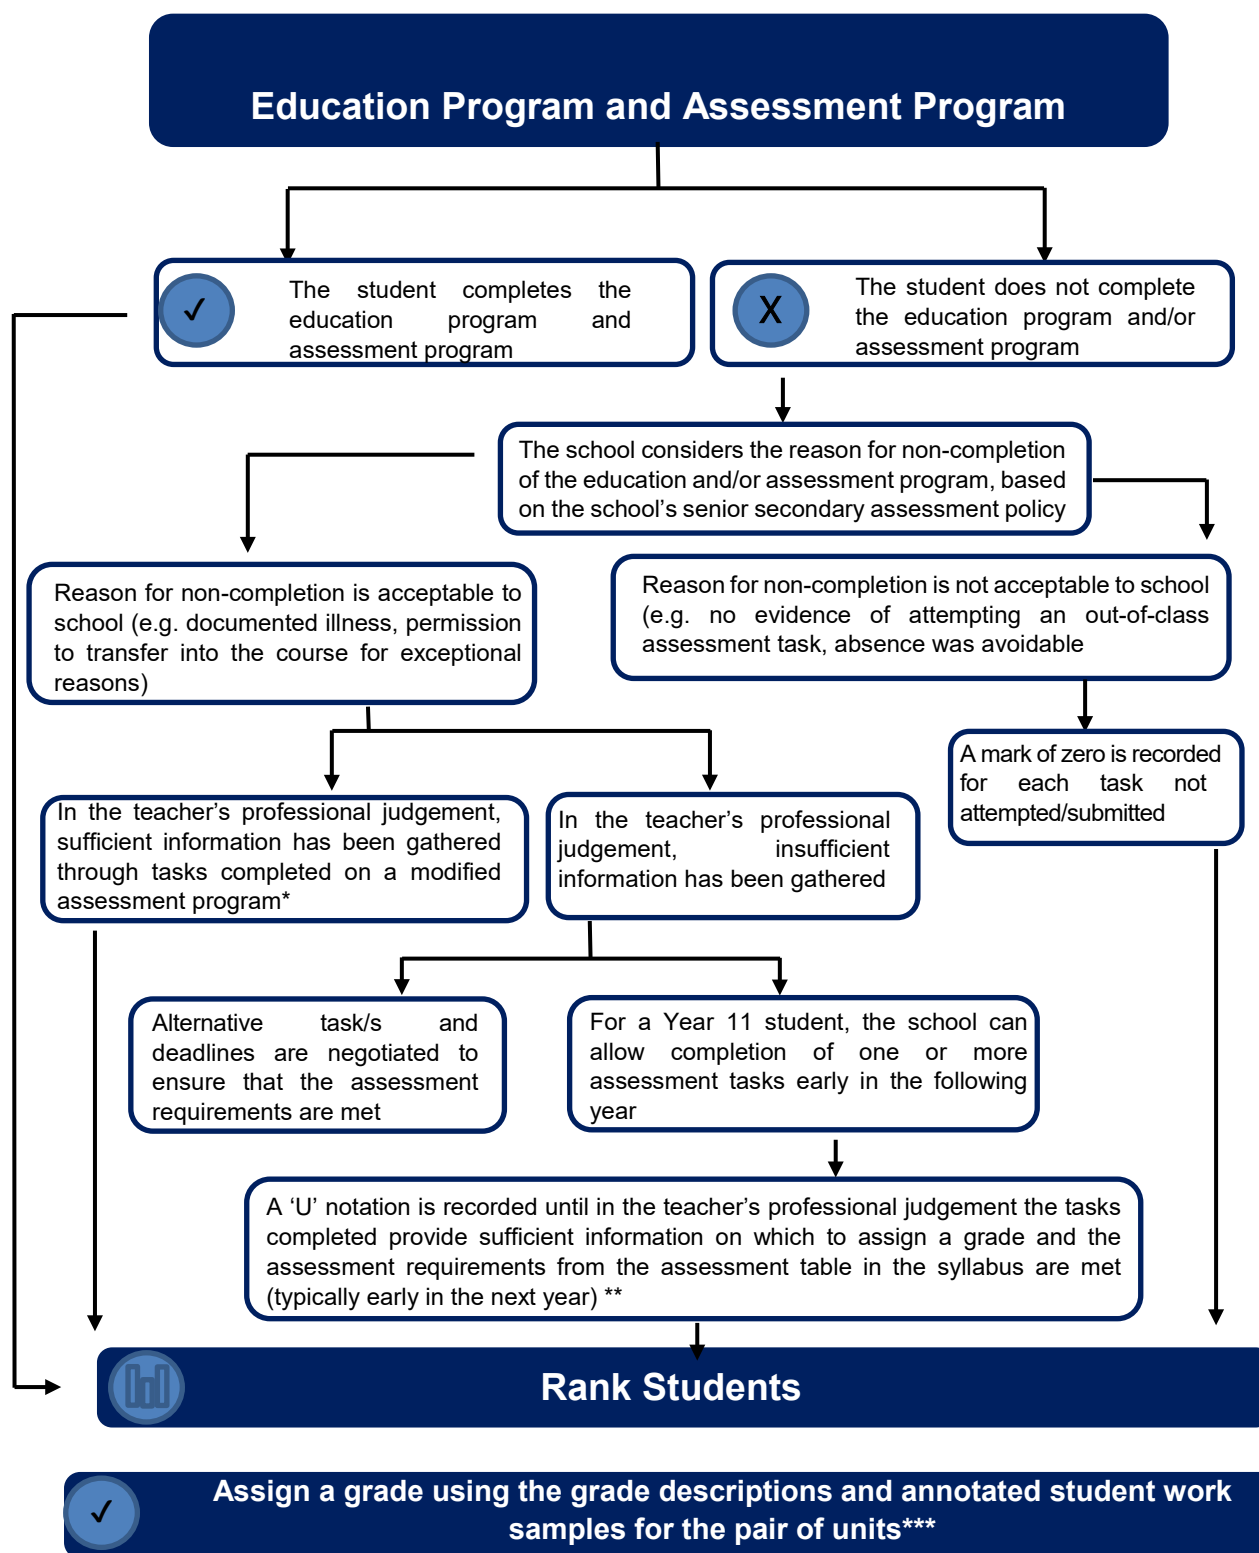 Education Program and Assessment Program
✓
The student completes the
education program and
assessment program
X
The student does not complete
the education program and/or
assessment program
The school considers the reason for non-completion
of the education and/or assessment program, based
on the school’s senior secondary assessment policy
Reason for non-completion is acceptable to
school (e.g. documented illness, permission
to transfer into the course for exceptional
reasons)
Reason for non-completion is not acceptable to school
(e.g. no evidence of attempting an out-of-class
assessment task, absence was avoidable
A mark of zero is recorded
for each task not
attempted/submitted
In the teacher’s professional judgement,
sufficient information has been gathered
through tasks completed on a modified
assessment program*
In the teacher’s professional
judgement, insufficient
information has been gathered
Alternative task/s and
deadlines are negotiated to
ensure that the assessment
requirements are met
For a Year 11 student, the school can
allow completion of one or more
assessment tasks early in the following
year
A ‘U’ notation is recorded until in the teacher’s professional judgement the tasks
completed provide sufficient information on which to assign a grade and the
assessment requirements from the assessment table in the syllabus are met
(typically early in the next year) **
Rank Students
✓
Assign a grade using the grade descriptions and annotated student work
samples for the pair of units***